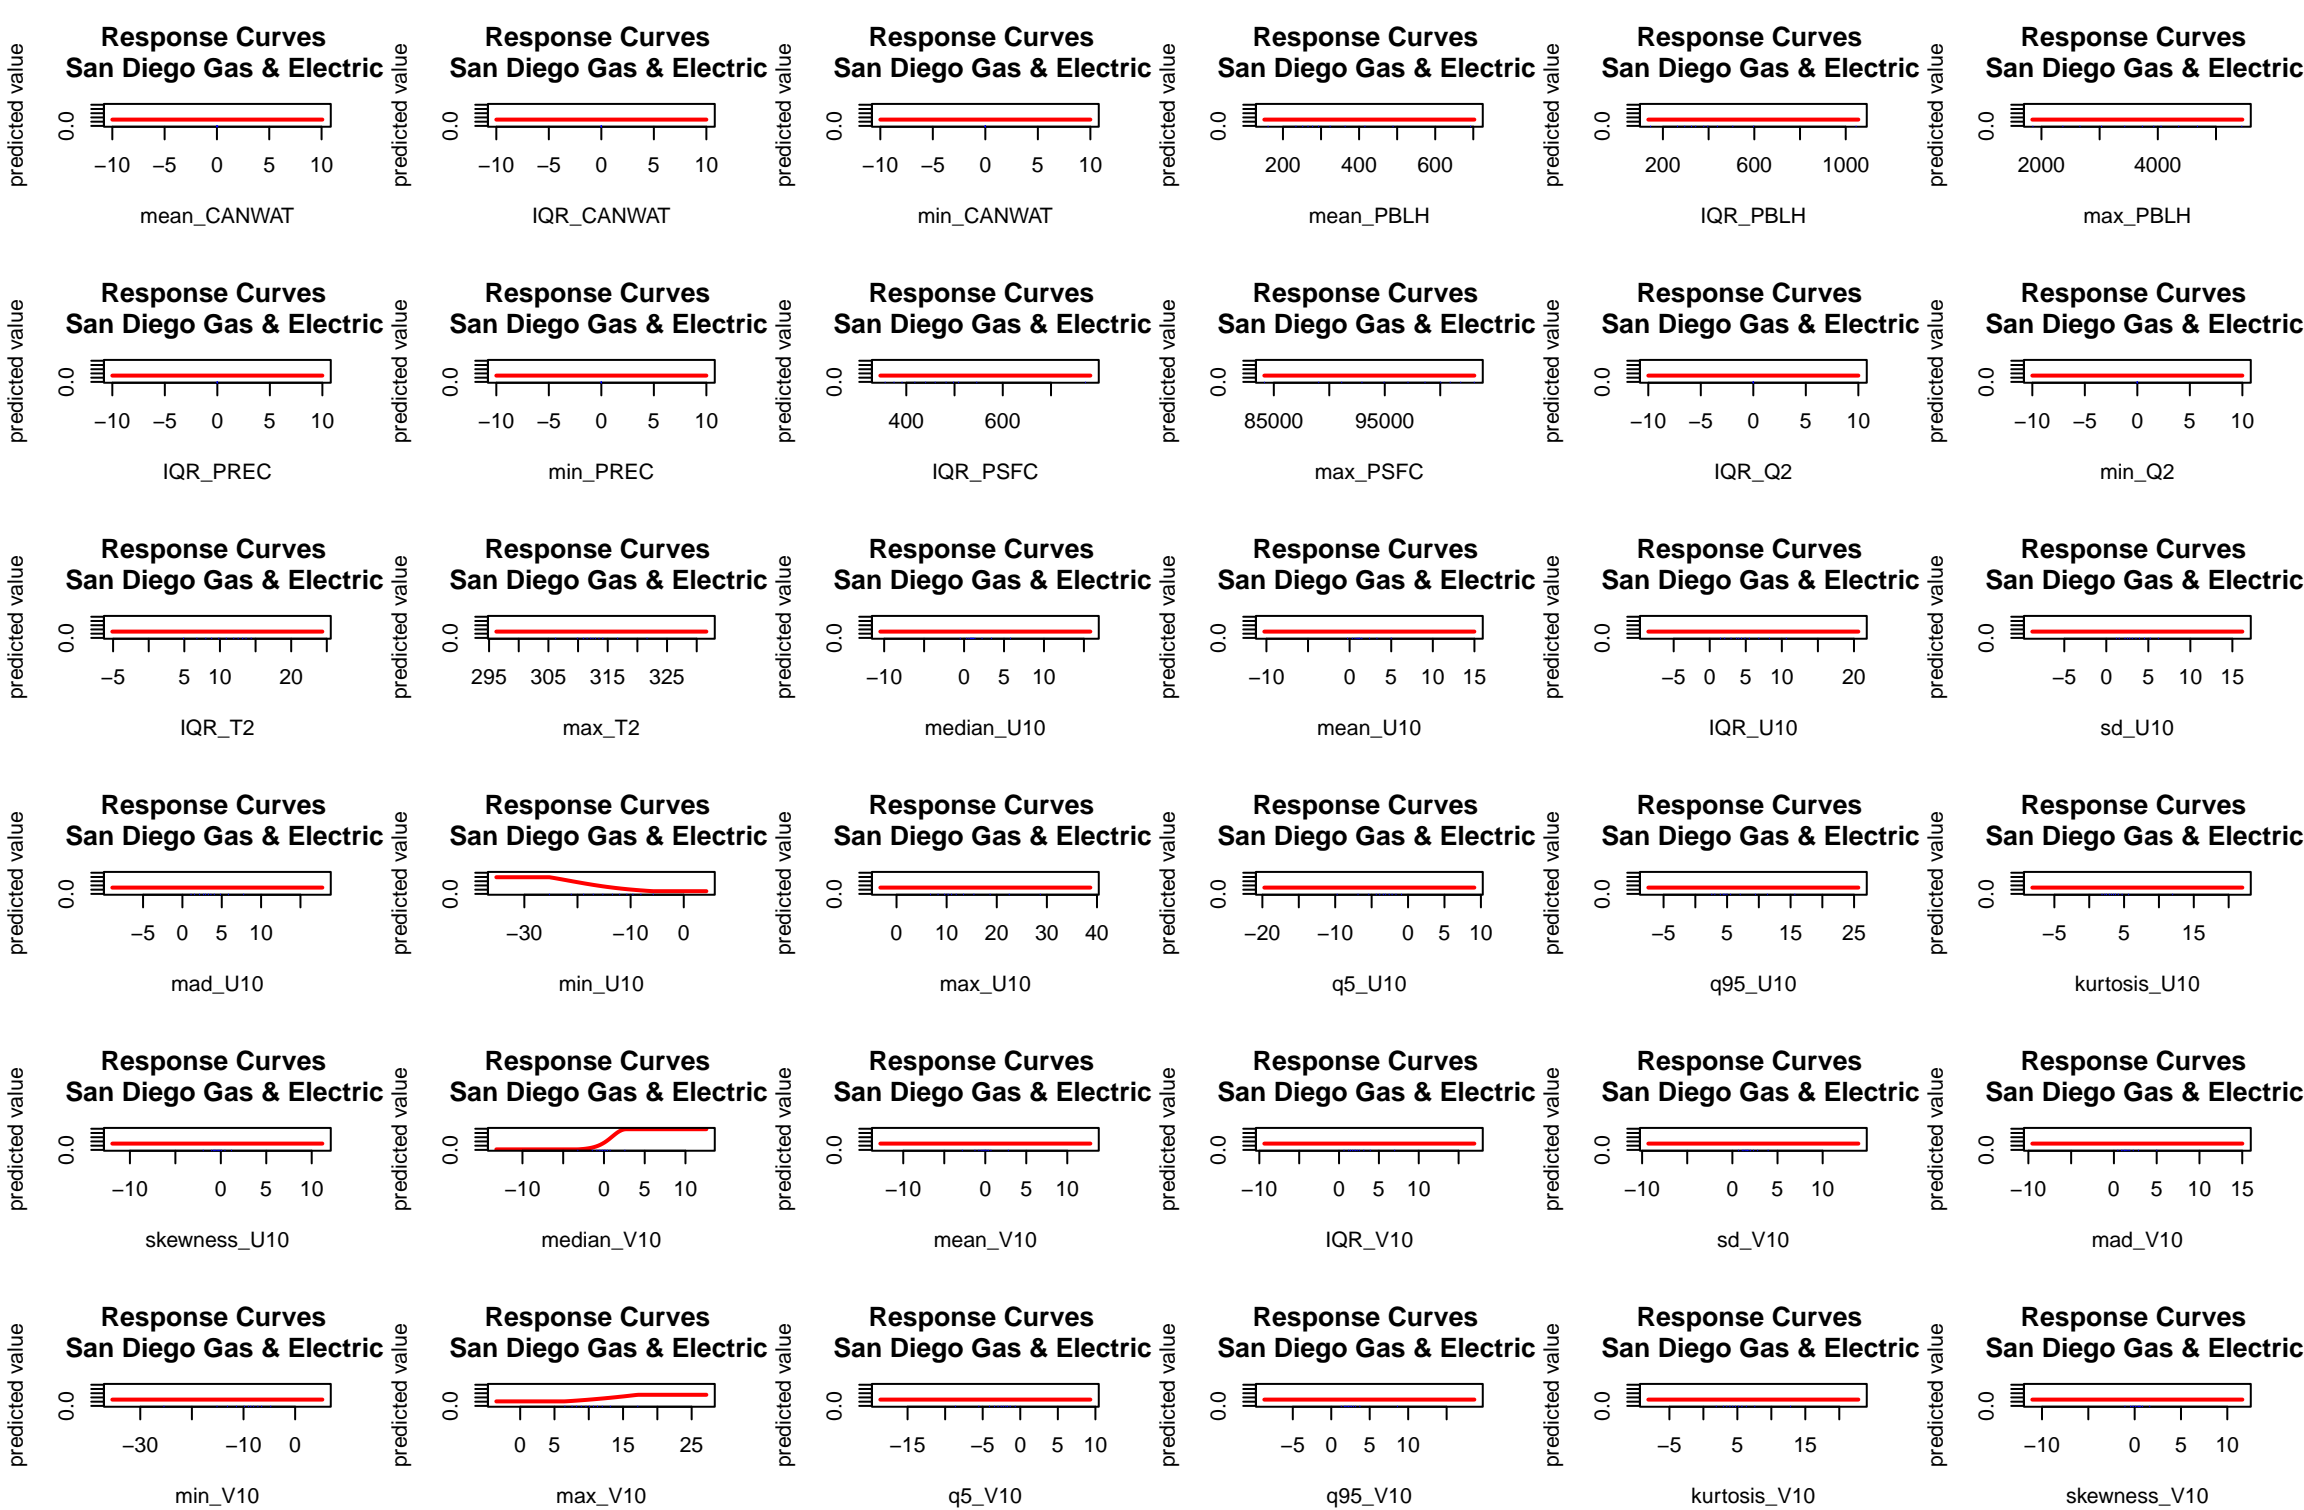 predicted value
Response Curves
San Diego Gas & Electric
0.0
−10 −5 0 5 10
mean_CANWAT
predicted value
Response Curves
San Diego Gas & Electric
0.0
−10 −5 0 5 10
IQR_CANWAT
predicted value
Response Curves
San Diego Gas & Electric
0.0
−10 −5 0 5 10
min_CANWAT
predicted value
Response Curves
San Diego Gas & Electric
0.0
200 400 600
mean_PBLH
predicted value
Response Curves
San Diego Gas & Electric
0.0
200 600 1000
IQR_PBLH
predicted value
Response Curves
San Diego Gas & Electric
0.0
2000 4000
max_PBLH
predicted value
Response Curves
San Diego Gas & Electric
0.0
−10 −5 0 5 10
IQR_PREC
predicted value
Response Curves
San Diego Gas & Electric
0.0
−10 −5 0 5 10
min_PREC
predicted value
Response Curves
San Diego Gas & Electric
0.0
400 600
IQR_PSFC
predicted value
Response Curves
San Diego Gas & Electric
0.0
85000 95000
max_PSFC
predicted value
Response Curves
San Diego Gas & Electric
0.0
−10 −5 0 5 10
IQR_Q2
predicted value
Response Curves
San Diego Gas & Electric
0.0
−10 −5 0 5 10
min_Q2
predicted value
Response Curves
San Diego Gas & Electric
0.0
−5 5 10 20
IQR_T2
predicted value
Response Curves
San Diego Gas & Electric
0.0
295 305 315 325
max_T2
predicted value
Response Curves
San Diego Gas & Electric
0.0
−10 0 5 10
median_U10
predicted value
Response Curves
San Diego Gas & Electric
0.0
−10 0 5 10 15
mean_U10
predicted value
Response Curves
San Diego Gas & Electric
0.0
−5 0 5 10 20
IQR_U10
predicted value
Response Curves
San Diego Gas & Electric
0.0
−5 0 5 10 15
sd_U10
predicted value
Response Curves
San Diego Gas & Electric
0.0
−5 0 5 10
mad_U10
predicted value
Response Curves
San Diego Gas & Electric
0.0
−30 −10 0
min_U10
predicted value
Response Curves
San Diego Gas & Electric
0.0
0 10 20 30 40
max_U10
predicted value
Response Curves
San Diego Gas & Electric
0.0
−20 −10 0 5 10
q5_U10
predicted value
Response Curves
San Diego Gas & Electric
0.0
−5 5 15 25
q95_U10
predicted value
Response Curves
San Diego Gas & Electric
0.0
−5 5 15
kurtosis_U10
predicted value
Response Curves
San Diego Gas & Electric
0.0
−10 0 5 10
skewness_U10
predicted value
Response Curves
San Diego Gas & Electric
0.0
−10 0 5 10
median_V10
predicted value
Response Curves
San Diego Gas & Electric
0.0
−10 0 5 10
mean_V10
predicted value
Response Curves
San Diego Gas & Electric
0.0
−10 0 5 10
IQR_V10
predicted value
Response Curves
San Diego Gas & Electric
0.0
−10 0 5 10
sd_V10
predicted value
Response Curves
San Diego Gas & Electric
0.0
−10 0 5 10 15
mad_V10
predicted value
Response Curves
San Diego Gas & Electric
0.0
−30 −10 0
min_V10
predicted value
Response Curves
San Diego Gas & Electric
0.0
0 5 15 25
max_V10
predicted value
Response Curves
San Diego Gas & Electric
0.0
−15 −5 0 5 10
q5_V10
predicted value
Response Curves
San Diego Gas & Electric
0.0
−5 0 5 10
q95_V10
predicted value
Response Curves
San Diego Gas & Electric
0.0
−5 5 15
kurtosis_V10
predicted value
Response Curves
San Diego Gas & Electric
0.0
−10 0 5 10
skewness_V10